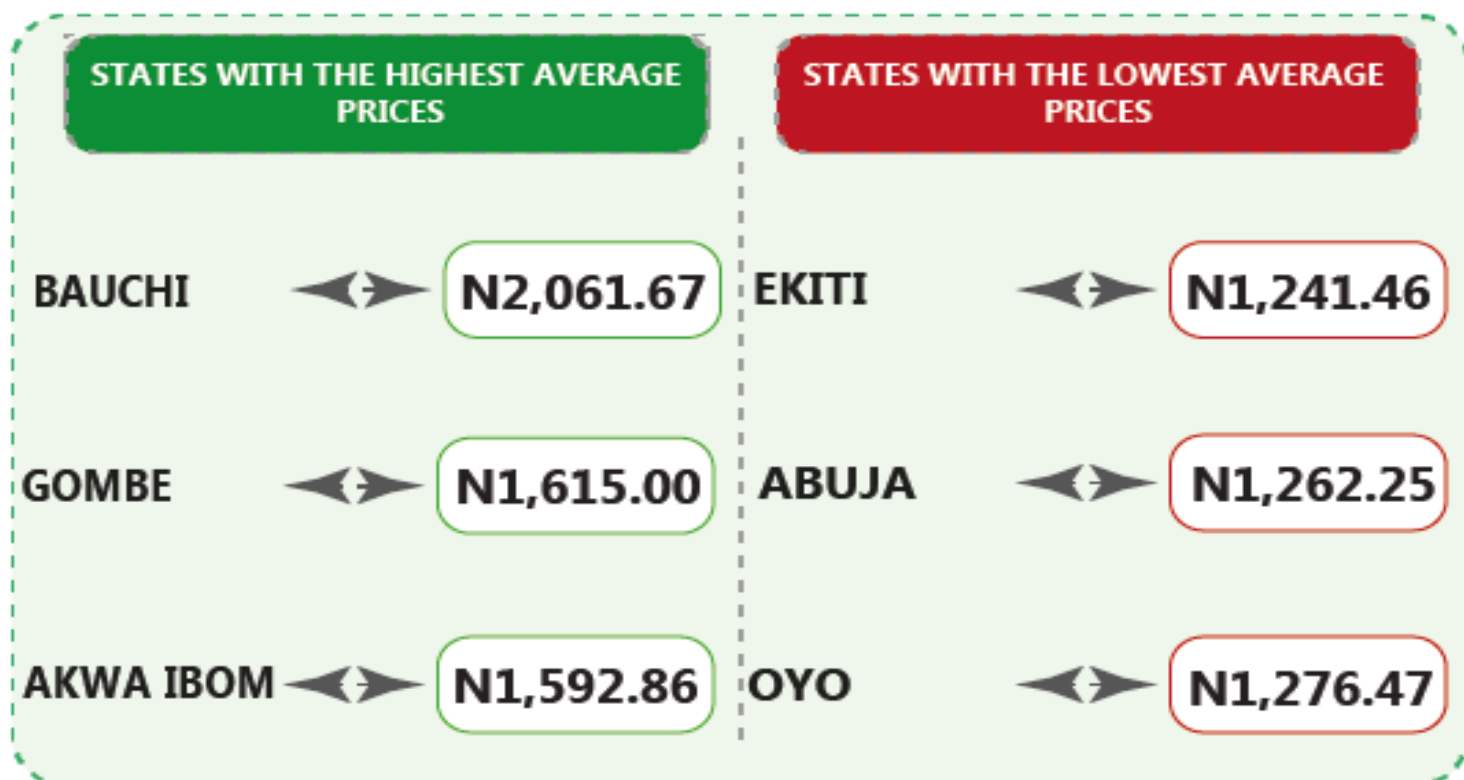 STATES WITH THE HIGHEST AVERAGE
PRICES
BAUCHI N2,061.67
GOMBE N1,615.00
AKWA IBOM N1,592.86
STATES WITH THE LOWEST AVERAGE
PRICES
EKITI N1,241.46
ABUJA N1,262.25
OYO N1,276.47